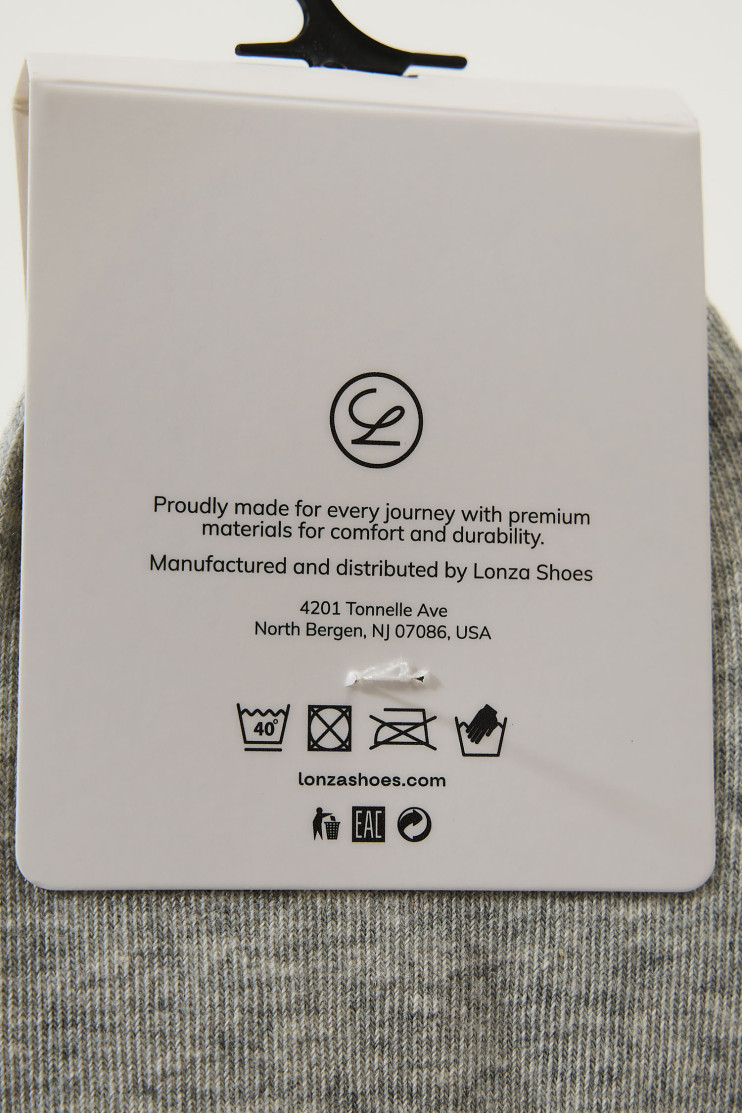 Proudly made for every journey with premium
materials for comfort and durability.
Manufactured and distributed by Lonza Shoes
4201 Tonnelle Ave
North Bergen, NJ 07086, USA
40°
lonzashoes.com
EAC